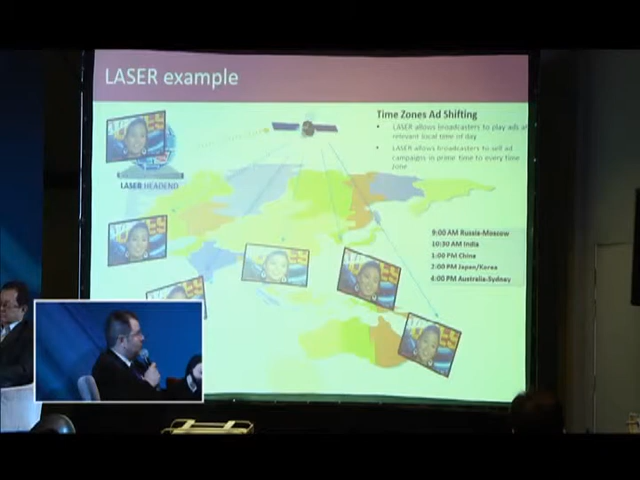 LASER example
Time Zones Ad Shifting
• LASER allows broadcasters to play ads at
relevant local time of day
• LASER allows broadcasters to sell ad
campaigns in prime time to every time
zone
LASER HEADEND
9:00 AM Russia-Moscow
10:30 AM India
1:00 PM China
2:00 PM Japan/Korea
4:00 PM Australia-Sydney